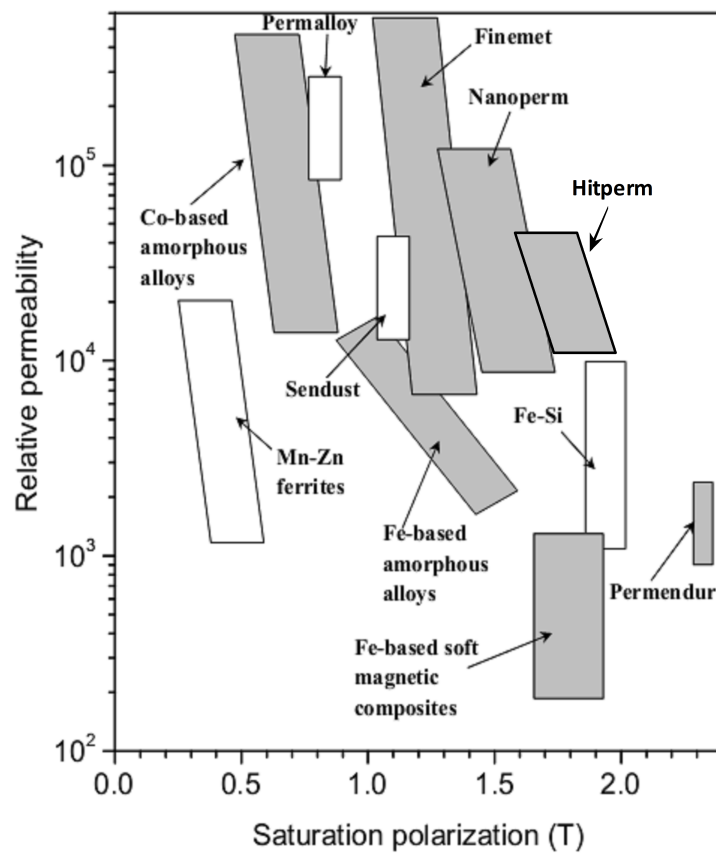 Permalloy
Finemet
Nanoperm
Hitperm
10^5
Co-based
amorphous
alloys
Relative permeability
10^4
Sendust
Fe-Si
Mn-Zn
ferrites
Fe-based
amorphous
alloys
10^3
Permendur
Fe-based soft
magnetic
composites
10^2
0.0 0.5 1.0 1.5 2.0
Saturation polarization (T)